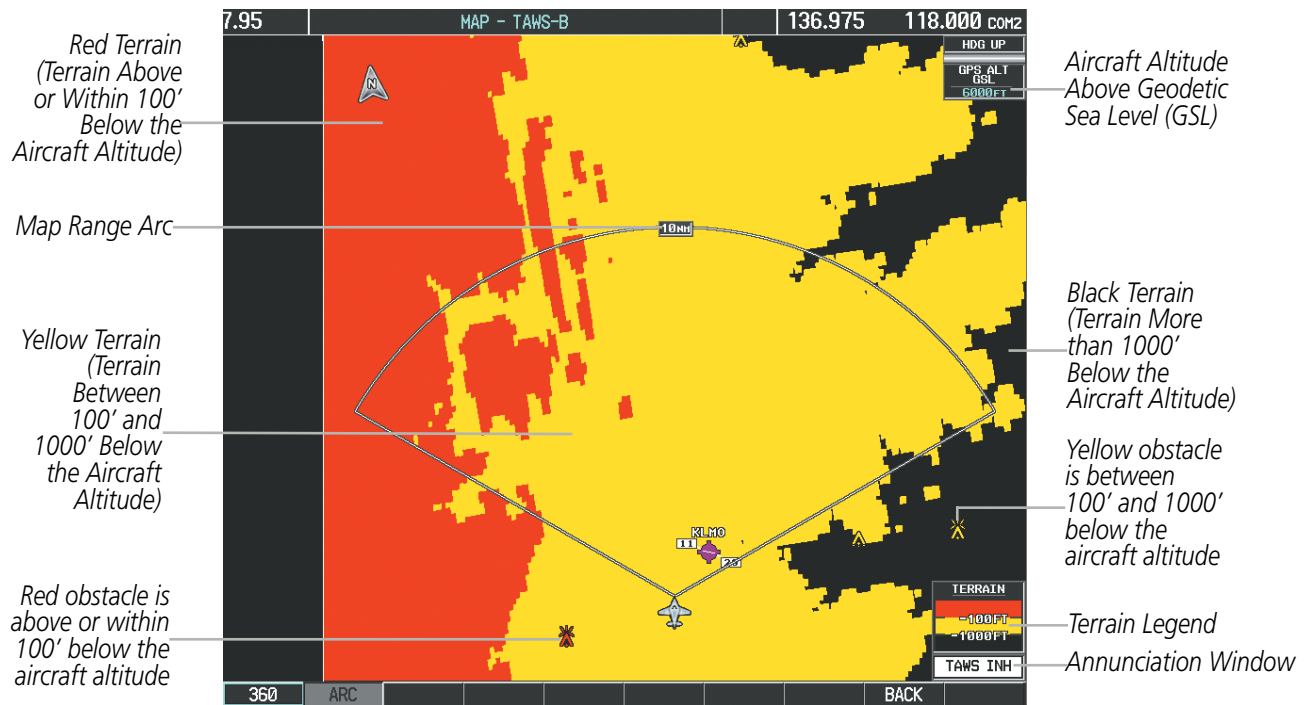 7.95
MAP - TAWS-B
136.975
118.000 COM2
Red Terrain
(Terrain Above
or Within 100’
Below the
Aircraft Altitude)
N
HDG UP
GPS ALT
GSL
6000FT
Aircraft Altitude
Above Geodetic
Sea Level (GSL)
Map Range Arc
10NM
Yellow Terrain
(Terrain
Between
100’ and
1000’ Below
the Aircraft
Altitude)
Black Terrain
(Terrain More
than 1000’
Below the
Aircraft Altitude)
Yellow obstacle
is between
100’ and 1000’
below the
aircraft altitude
KLMO
11
29
Red obstacle is
above or within
100’ below the
aircraft altitude
TERRAIN
-100FT
-1000FT
Terrain Legend
TAWS INH
Annunciation Window
360
ARC
BACK